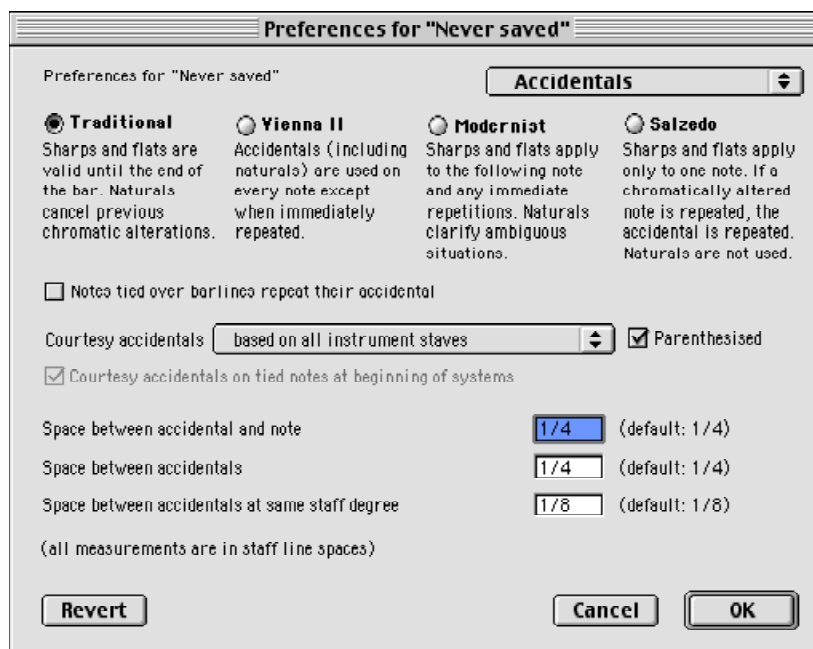 Preferences for "Never saved"
Preferences for "Never saved"
Accidentals
Traditional
Sharps and flats are
valid until the end of
the bar. Naturals
cancel previous
chromatic alterations.
Vienna II
Accidentals (including
naturals) are used on
every note except
when immediately
repeated.
Modernist
Sharps and flats apply
to the following note
and any immediate
repetitions. Naturals
clarify ambiguous
situations.
Salzedo
Sharps and flats apply
only to one note. If a
chromatically altered
note is repeated, the
accidental is repeated.
Naturals are not used.
Notes tied over barlines repeat their accidental
Courtesy accidentals based on all instrument staves Parenthesised
Courtesy accidentals on tied notes at beginning of systems
Space between accidental and note 1/4 (default: 1/4)
Space between accidentals 1/4 (default: 1/4)
Space between accidentals at same staff degree 1/8 (default: 1/8)
(all measurements are in staff line spaces)
Revert Cancel OK